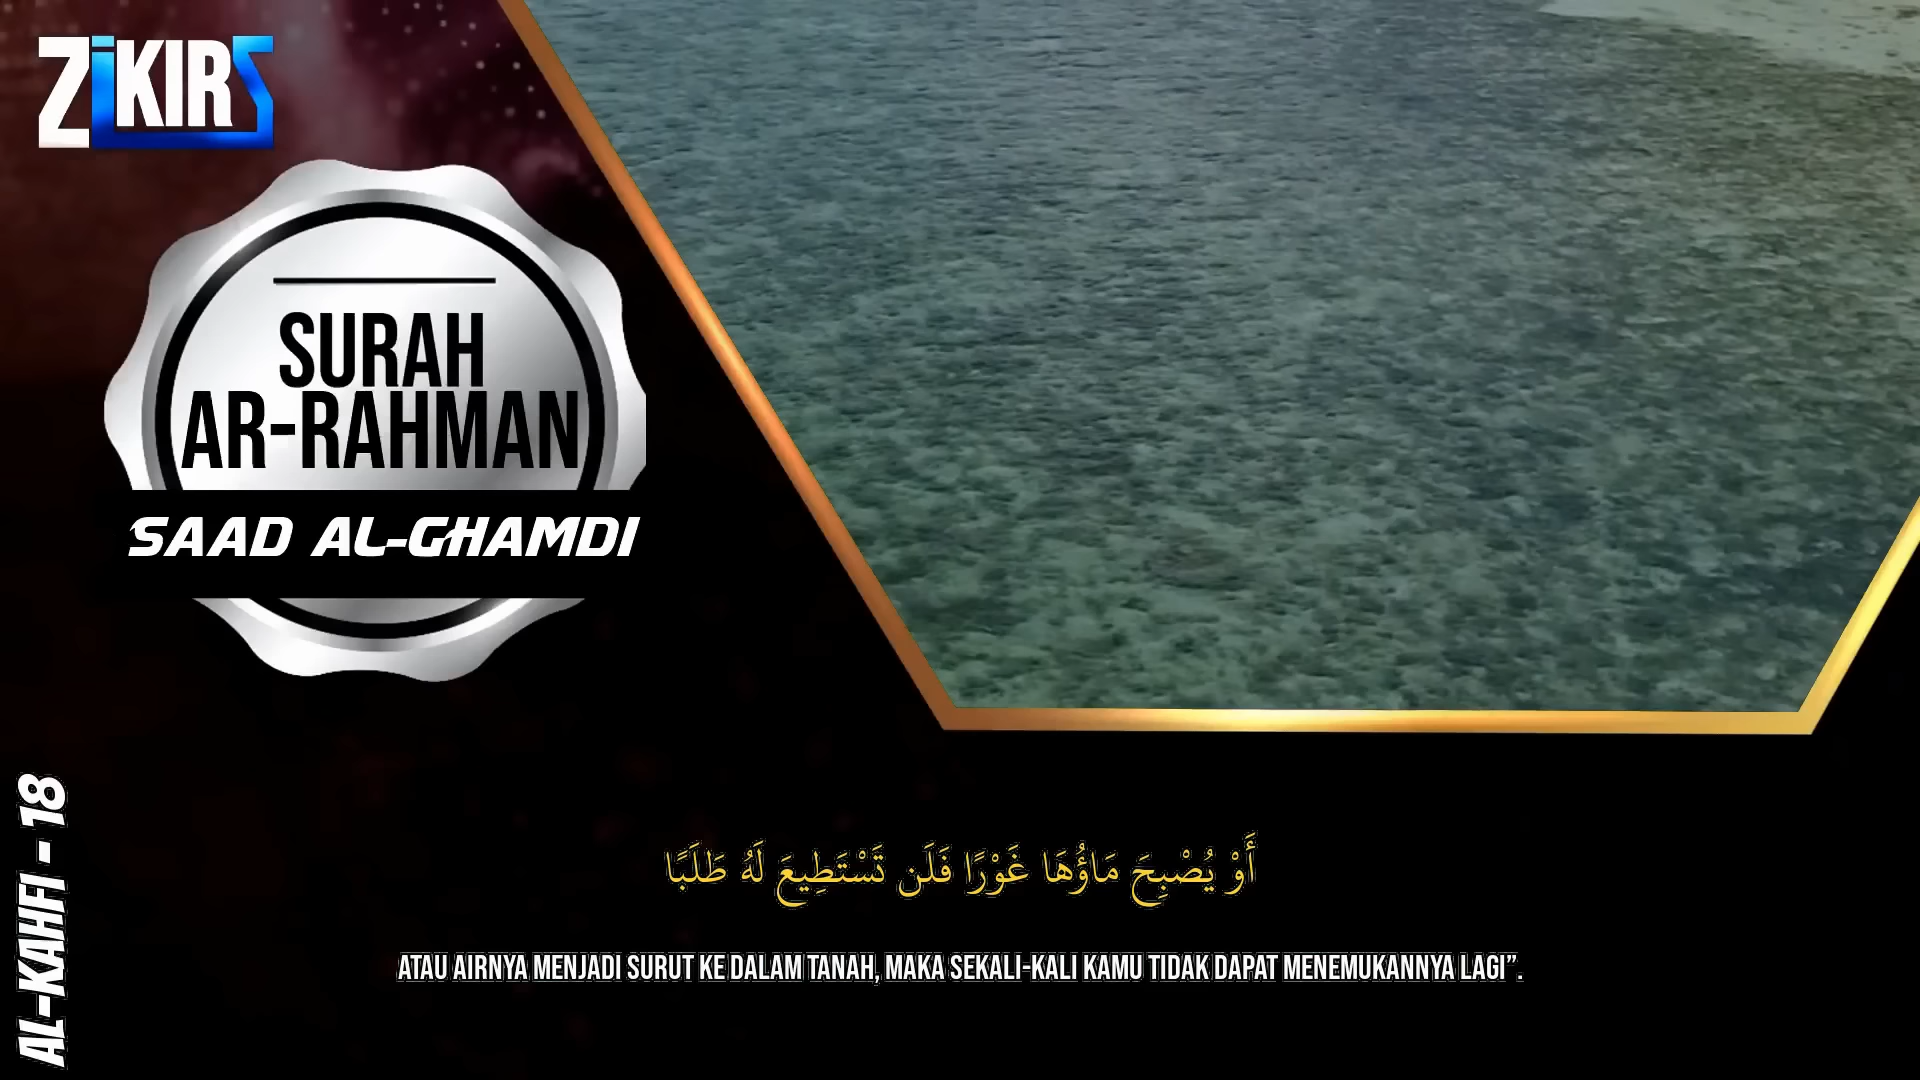 ZIKIRS
SURAH
AR-RAHMAN
SAAD AL-GHAMDI
AL-KAHFI - 18
أَوْ يُصْبِحَ مَاؤُهَا غَوْرًا فَلَن تَسْتَطِيعَ لَهُ طَلَبًا
ATAU AIRNYA MENJADI SURUT KE DALAM TANAH, MAKA SEKALI-KALI KAMU TIDAK DAPAT MENEMUKANNYA LAGI”.